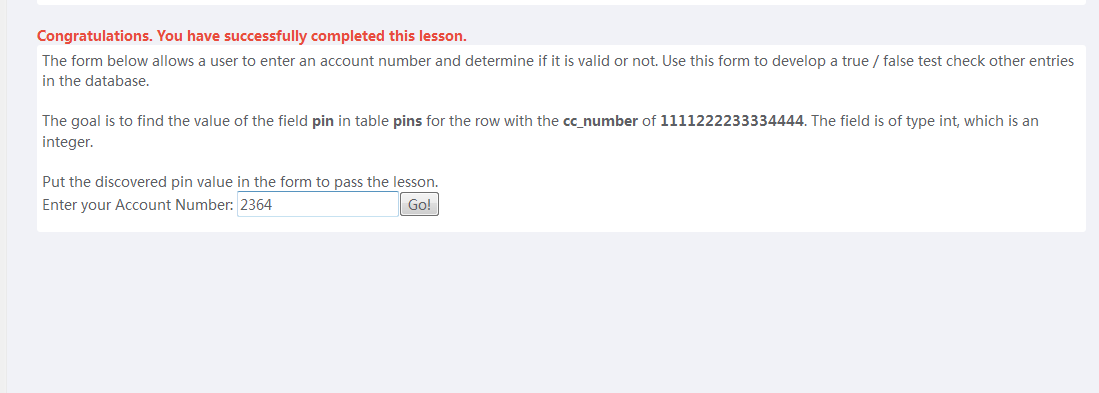 Congratulations. You have successfully completed this lesson.
The form below allows a user to enter an account number and determine if it is valid or not. Use this form to develop a true / false test check other entries
in the database.
The goal is to find the value of the field pin in table pins for the row with the cc_number of 1111222233334444. The field is of type int, which is an
integer.
Put the discovered pin value in the form to pass the lesson.
Enter your Account Number: 2364 Go!